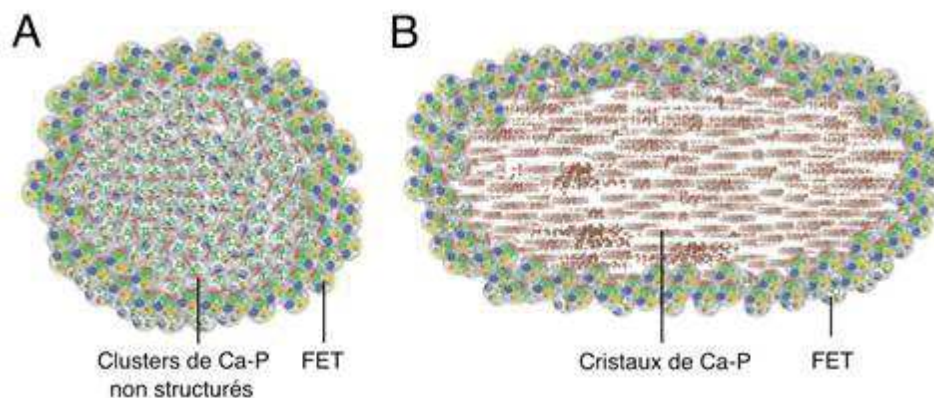 A
B
Clusters de Ca-P
non structurés
FET
Cristaux de Ca-P
FET